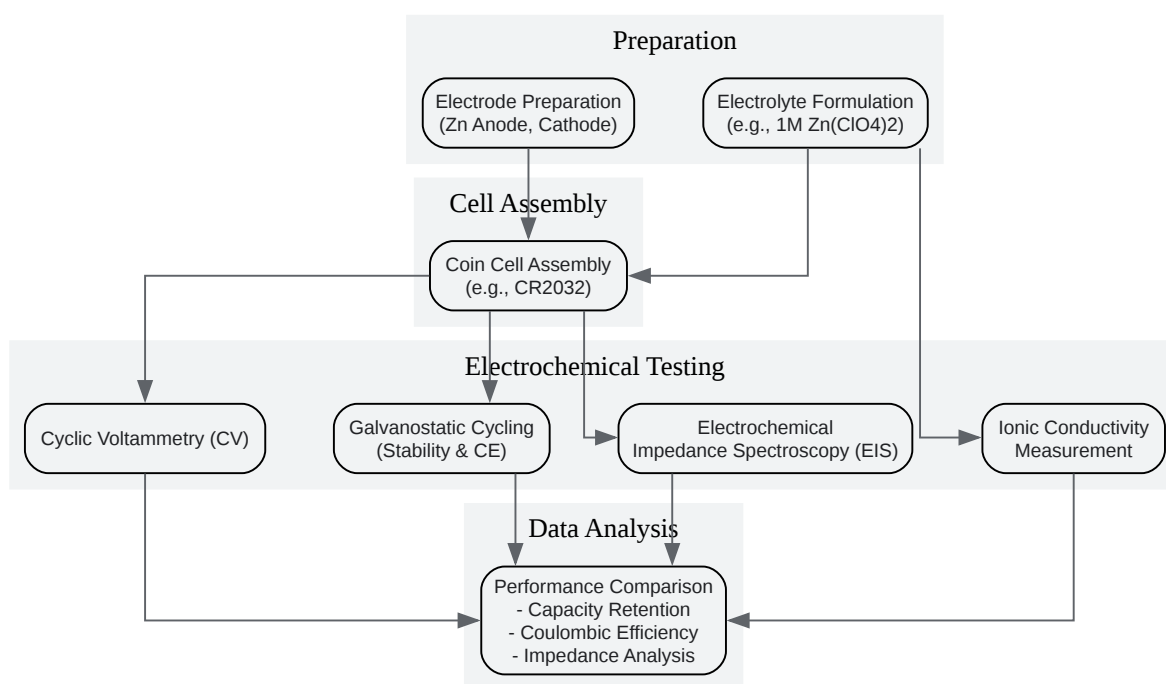 Preparation
Electrode Preparation
(Zn Anode, Cathode)
Electrolyte Formulation
(e.g., 1M Zn(ClO4)2)
Cell Assembly
Coin Cell Assembly
(e.g., CR2032)
Electrochemical Testing
Cyclic Voltammetry (CV)
Galvanostatic Cycling
(Stability & CE)
Electrochemical
Impedance Spectroscopy (EIS)
Ionic Conductivity
Measurement
Data Analysis
Performance Comparison
- Capacity Retention
- Coulombic Efficiency
- Impedance Analysis